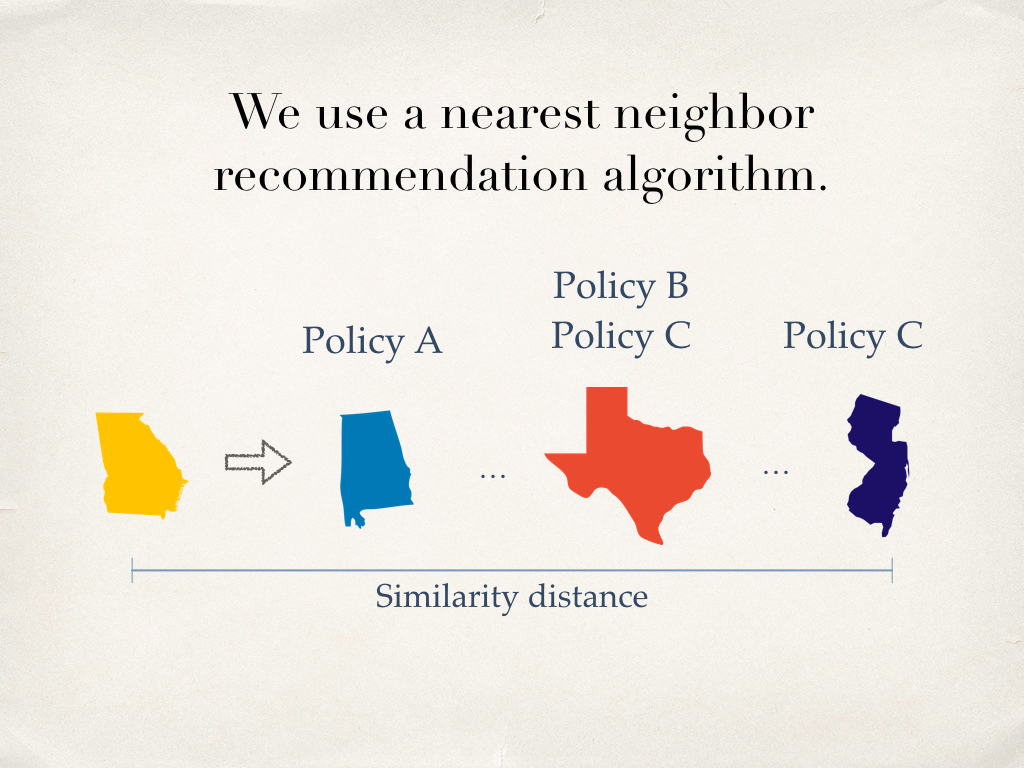 We use a nearest neighbor
recommendation algorithm.
Policy A
Policy B
Policy C
Policy C
...
...
Similarity distance